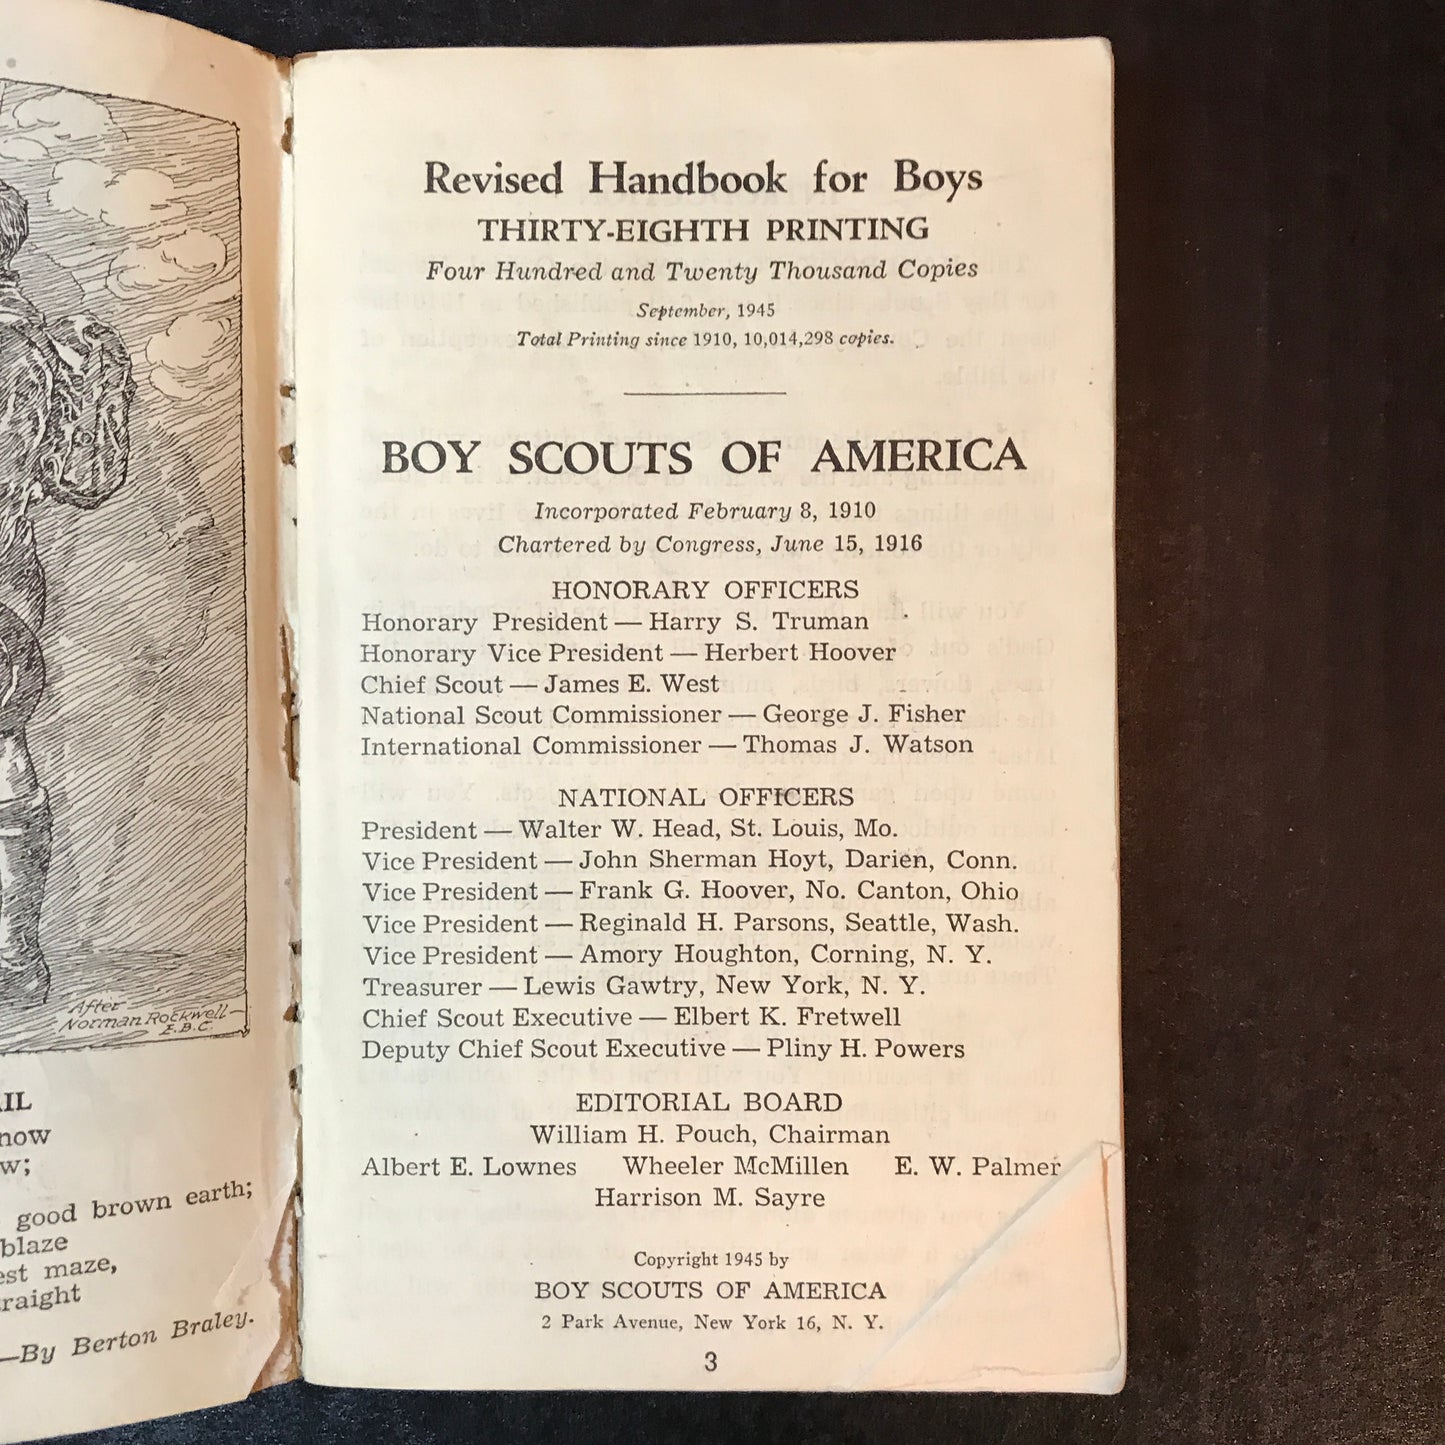 After
Norman Rockwell—
E.B.C.
AIL
now
w;
good brown earth;
blaze
est maze,
raight
—By Berton Braley.
Revised Handbook for Boys
THIRTY-EIGHTH PRINTING
Four Hundred and Twenty Thousand Copies
September, 1945
Total Printing since 1910, 10,014,298 copies.
BOY SCOUTS OF AMERICA
Incorporated February 8, 1910
Chartered by Congress, June 15, 1916
HONORARY OFFICERS
Honorary President — Harry S. Truman
Honorary Vice President — Herbert Hoover
Chief Scout — James E. West
National Scout Commissioner — George J. Fisher
International Commissioner — Thomas J. Watson
NATIONAL OFFICERS
President — Walter W. Head, St. Louis, Mo.
Vice President — John Sherman Hoyt, Darien, Conn.
Vice President — Frank G. Hoover, No. Canton, Ohio
Vice President — Reginald H. Parsons, Seattle, Wash.
Vice President — Amory Houghton, Corning, N. Y.
Treasurer — Lewis Gawtry, New York, N. Y.
Chief Scout Executive — Elbert K. Fretwell
Deputy Chief Scout Executive — Pliny H. Powers
EDITORIAL BOARD
William H. Pouch, Chairman
Albert E. Lownes Wheeler McMillen E. W. Palmer
Harrison M. Sayre
Copyright 1945 by
BOY SCOUTS OF AMERICA
2 Park Avenue, New York 16, N. Y.
3